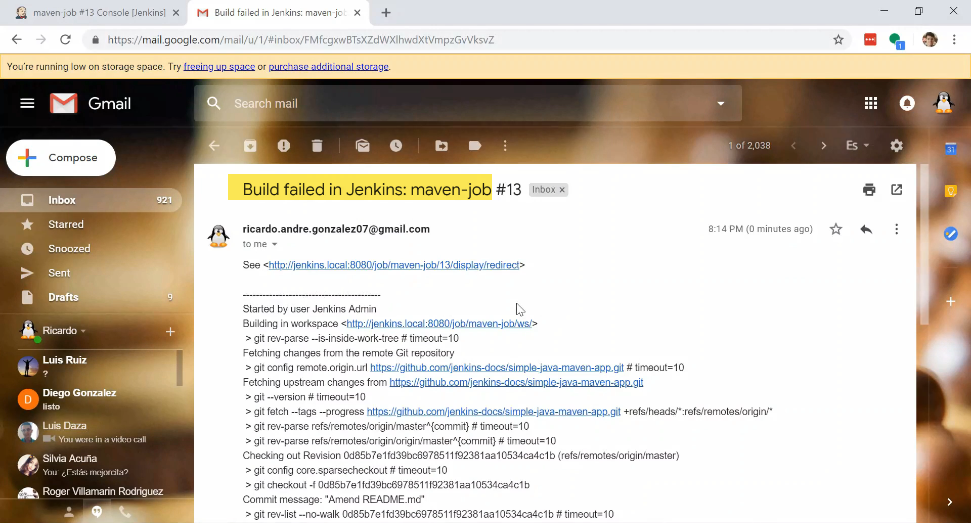 maven-job #13 Console [Jenkins]
Build failed in Jenkins: maven-jo
https://mail.google.com/mail/u/1/#inbox/FMfcgxwBTsXZdWXlhwdXtVmpzGvVksvZ
1
You're running low on storage space. Try freeing up space or purchase additional storage.
Gmail
Search mail
Compose
1 of 2,038
Es
31
Build failed in Jenkins: maven-job #13
Inbox x
Inbox 921
Starred
Snoozed
Sent
Drafts 9
Ricardo
Luis Ruiz
?
Diego Gonzalez
listo
Luis Daza
You were in a video call
Silvia Acuña
You: ¿Estás mejorcita?
Roger Villamarin Rodriguez
ricardo.andre.gonzalez07@gmail.com
8:14 PM (0 minutes ago)
to me
See <http://jenkins.local:8080/job/maven-job/13/display/redirect>
------------------------------------------
Started by user Jenkins Admin
Building in workspace <http://jenkins.local:8080/job/maven-job/ws/>
> git rev-parse --is-inside-work-tree # timeout=10
Fetching changes from the remote Git repository
> git config remote.origin.url https://github.com/jenkins-docs/simple-java-maven-app.git # timeout=10
Fetching upstream changes from https://github.com/jenkins-docs/simple-java-maven-app.git
> git --version # timeout=10
> git fetch --tags --progress https://github.com/jenkins-docs/simple-java-maven-app.git +refs/heads/*:refs/remotes/origin/*
> git rev-parse refs/remotes/origin/master^{commit} # timeout=10
> git rev-parse refs/remotes/origin/origin/master^{commit} # timeout=10
Checking out Revision 0d85b7e1fd39bc6978511f92381aa10534ca4c1b (refs/remotes/origin/master)
> git config core.sparsecheckout # timeout=10
> git checkout -f 0d85b7e1fd39bc6978511f92381aa10534ca4c1b
Commit message: "Amend README.md"
> git rev-list --no-walk 0d85b7e1fd39bc6978511f92381aa10534ca4c1b # timeout=10